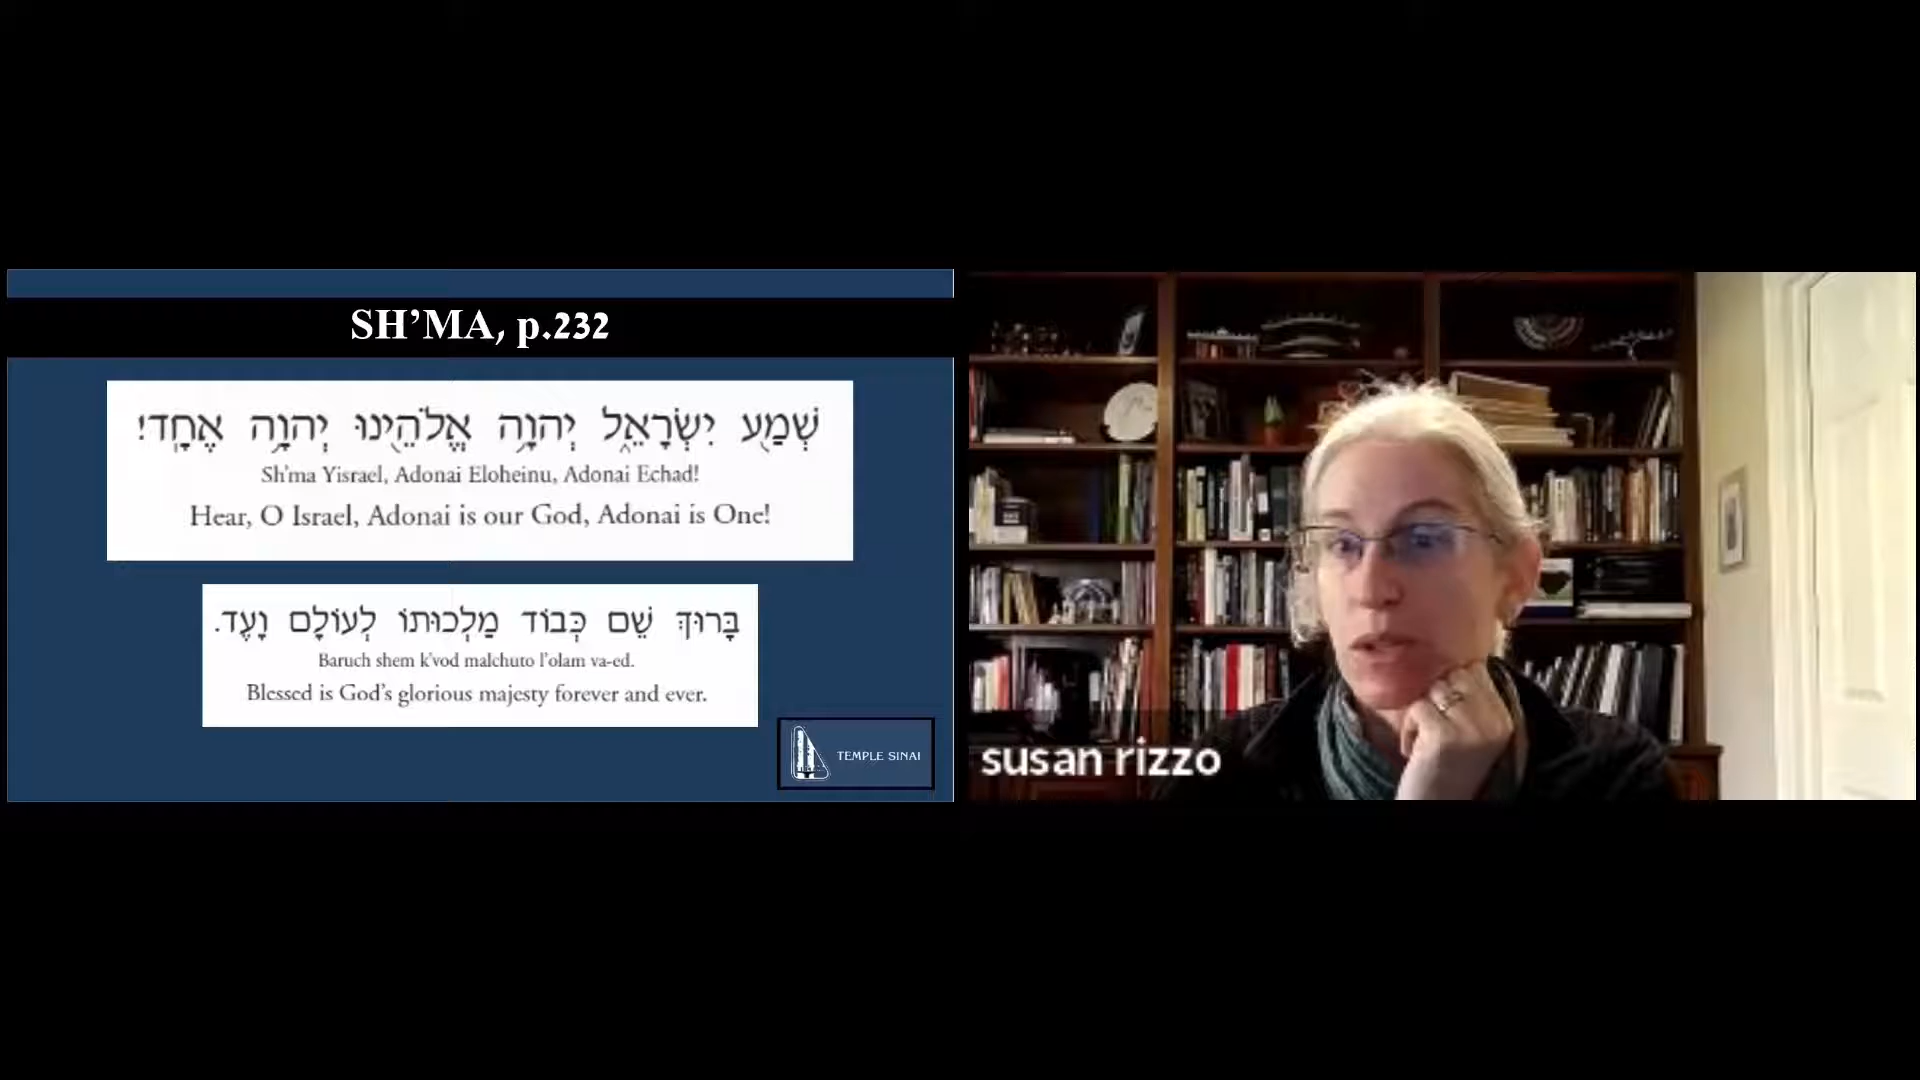 SH'MA, p.232
שְׁמַ֖ע יִשְׂרָאֵ֑ל יְהוָ֥ה אֱלֹהֵ֖ינוּ יְהוָ֥ה אֶחָֽד!
Sh'ma Yisrael, Adonai Eloheinu, Adonai Echad!
Hear, O Israel, Adonai is our God, Adonai is One!
בָּרוּךְ שֵׁם כְּבוֹד מַלְכוּתוֹ לְעוֹלָם וָעֶד.
Baruch shem k'vod malchuto l'olam va-ed.
Blessed is God's glorious majesty forever and ever.
TEMPLE SINAI
susan rizzo